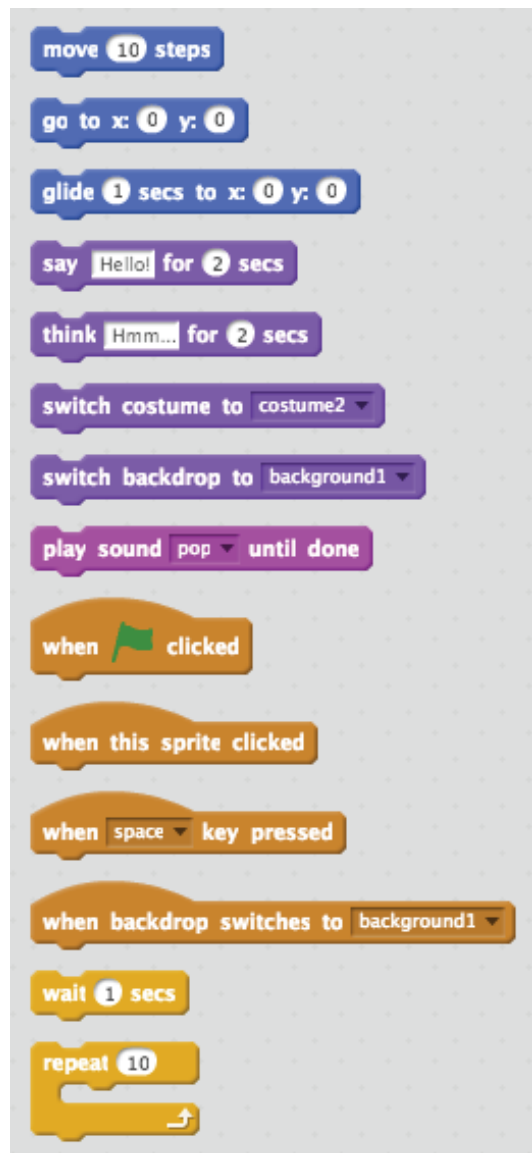 move 10 steps
go to x: 0 y: 0
glide 1 secs to x: 0 y: 0
say Hello! for 2 secs
think Hmm... for 2 secs
switch costume to costume2
switch backdrop to background1
play sound pop until done
when clicked
when this sprite clicked
when space key pressed
when backdrop switches to background1
wait 1 secs
repeat 10